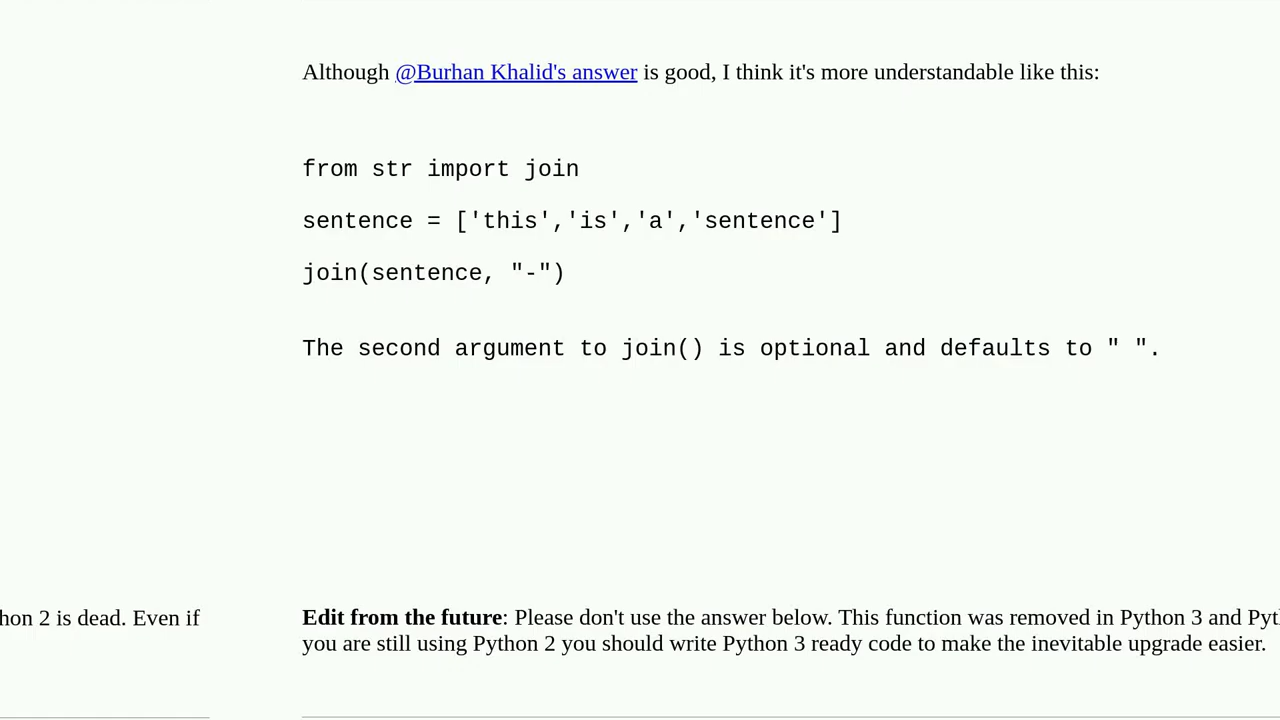 Although @Burhan Khalid's answer is good, I think it's more understandable like this:
from str import join
sentence = ['this','is','a','sentence']
join(sentence, "-")
The second argument to join() is optional and defaults to " ".
hon 2 is dead. Even if
Edit from the future: Please don't use the answer below. This function was removed in Python 3 and Pyt
you are still using Python 2 you should write Python 3 ready code to make the inevitable upgrade easier.